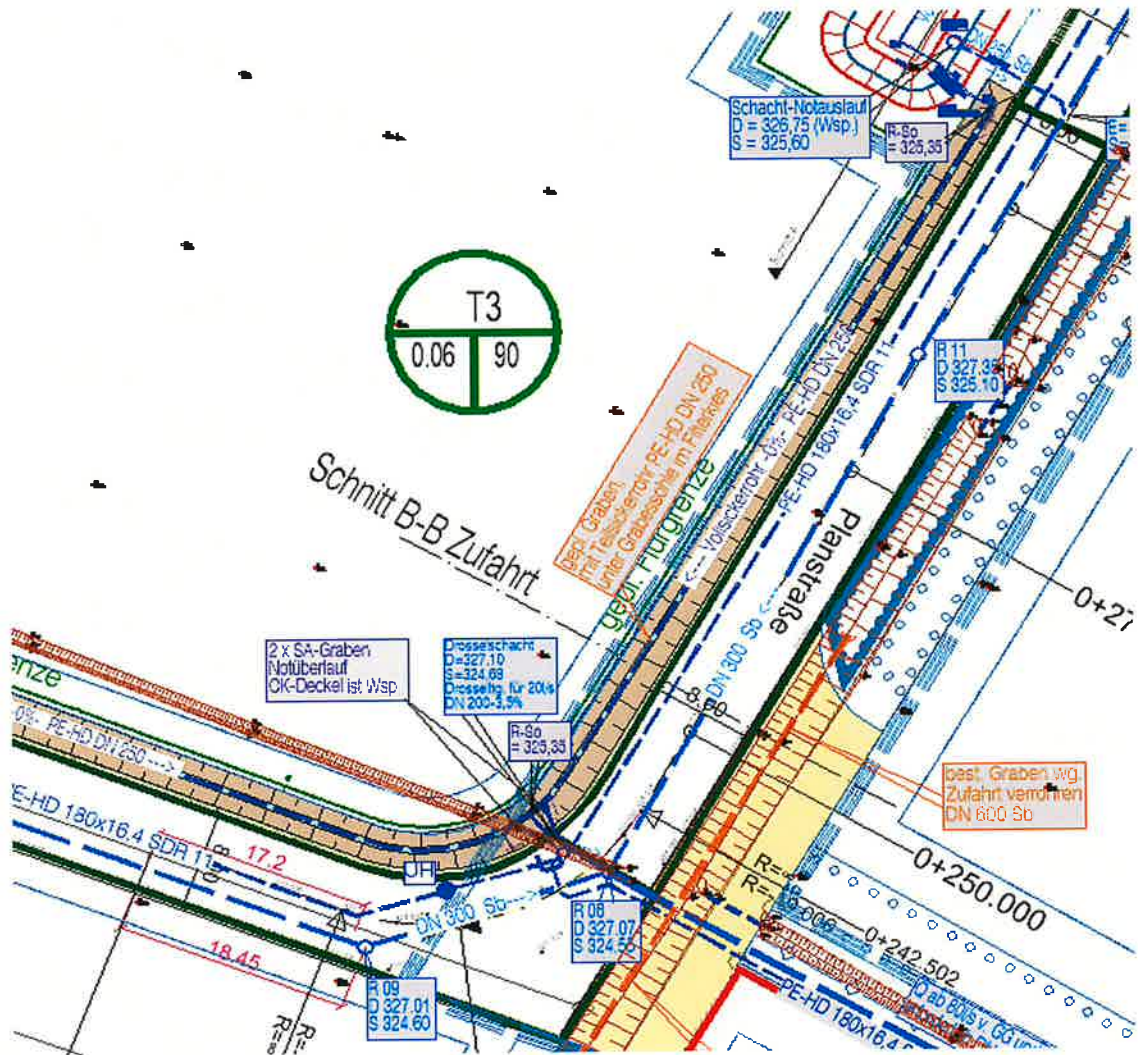 DN 250 Sb
Schacht-Notauslauf
D = 326,75 (Wsp.)
S = 325,60
R-So
= 325,35
T3
0.06
90
R 11
D 327.35
S 325.10
gepl. Graben
mit Teilsickerrohr PE-HD DN 250
unter Grabensohle im Filterkies
gepl. Flurgrenze
<--- Vollsickerrohr -0%- PE-HD DN 250
PE-HD 180x16.4 SDR 11
DN 300 Sb <---
Planstraße
Schnitt B-B Zufahrt
0+27
2 x SA-Graben
Notüberlauf
OK-Deckel ist Wsp
Drosselschacht
D=327.10
S=324.69
Drosselltg. für 20l/s
DN 200-3,5%
R-So
= 325,35
8.60
enze
-0%- PE-HD DN 250 --->
E-HD 180x16.4 SDR 11
17.2
18.45
UH
DN 300 Sb--->
R 08
D 327.07
S 324.55
R 09
D 327.01
S 324.60
best. Graben wg.
Zufahrt verrohren
DN 600 Sb
0+250.000
0+242.502
PE-HD 180x16.4